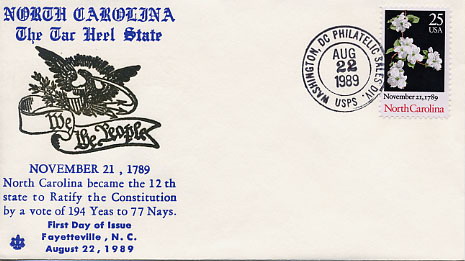 NORTH CAROLINA
The Tar Heel State
We
the People
NOVEMBER 21, 1789
North Carolina became the 12th
state to Ratify the Constitution
by a vote of 194 Yeas to 77 Nays.
First Day of Issue
Fayetteville, N. C.
August 22, 1989
WASHINGTON, DC PHILATELIC SALES DIV.
AUG
22
1989
USPS
25
USA
November 21, 1789
North Carolina